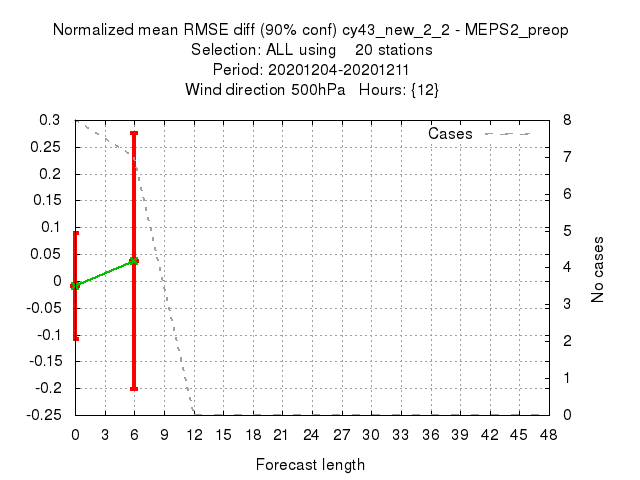 Normalized mean RMSE diff (90% conf) cy43_new_2_2 - MEPS2_preop
Selection: ALL using 20 stations
Period: 20201204-20201211
Wind direction 500hPa Hours: {12}
Cases
0.3
0.25
0.2
0.15
0.1
0.05
0
-0.05
-0.1
-0.15
-0.2
-0.25
8
7
6
5
4
3
2
1
0
No cases
0 3 6 9 12 15 18 21 24 27 30 33 36 39 42 45 48
Forecast length